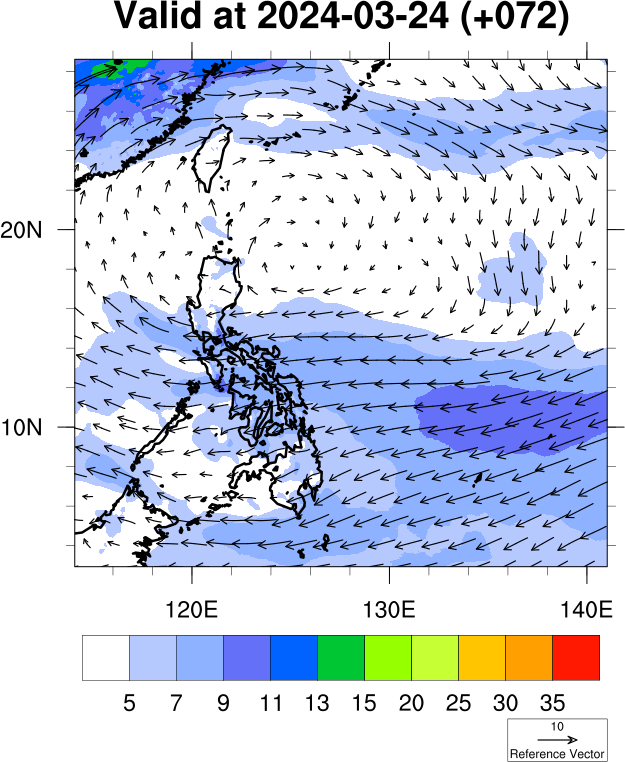 Valid at 2024-03-24 (+072)
20N
10N
120E 130E 140E
5 7 9 11 13 15 20 25 30 35
10
Reference Vector